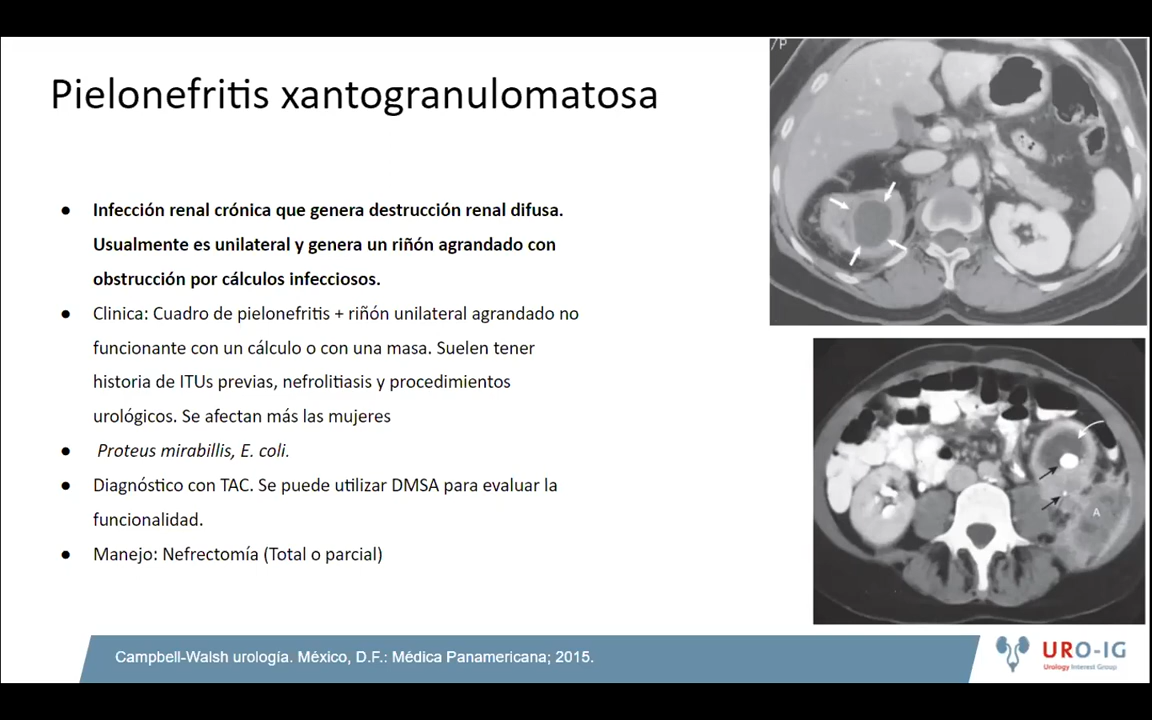 Pielonefritis xantogranulomatosa
● Infección renal crónica que genera destrucción renal difusa.
Usualmente es unilateral y genera un riñón agrandado con
obstrucción por cálculos infecciosos.
● Clinica: Cuadro de pielonefritis + riñón unilateral agrandado no
funcionante con un cálculo o con una masa. Suelen tener
historia de ITUs previas, nefrolitiasis y procedimientos
urológicos. Se afectan más las mujeres
● Proteus mirabillis, E. coli.
● Diagnóstico con TAC. Se puede utilizar DMSA para evaluar la
funcionalidad.
● Manejo: Nefrectomía (Total o parcial)
/P
A
Campbell-Walsh urología. México, D.F.: Médica Panamericana; 2015.
URO-IG
Urology Interest Group